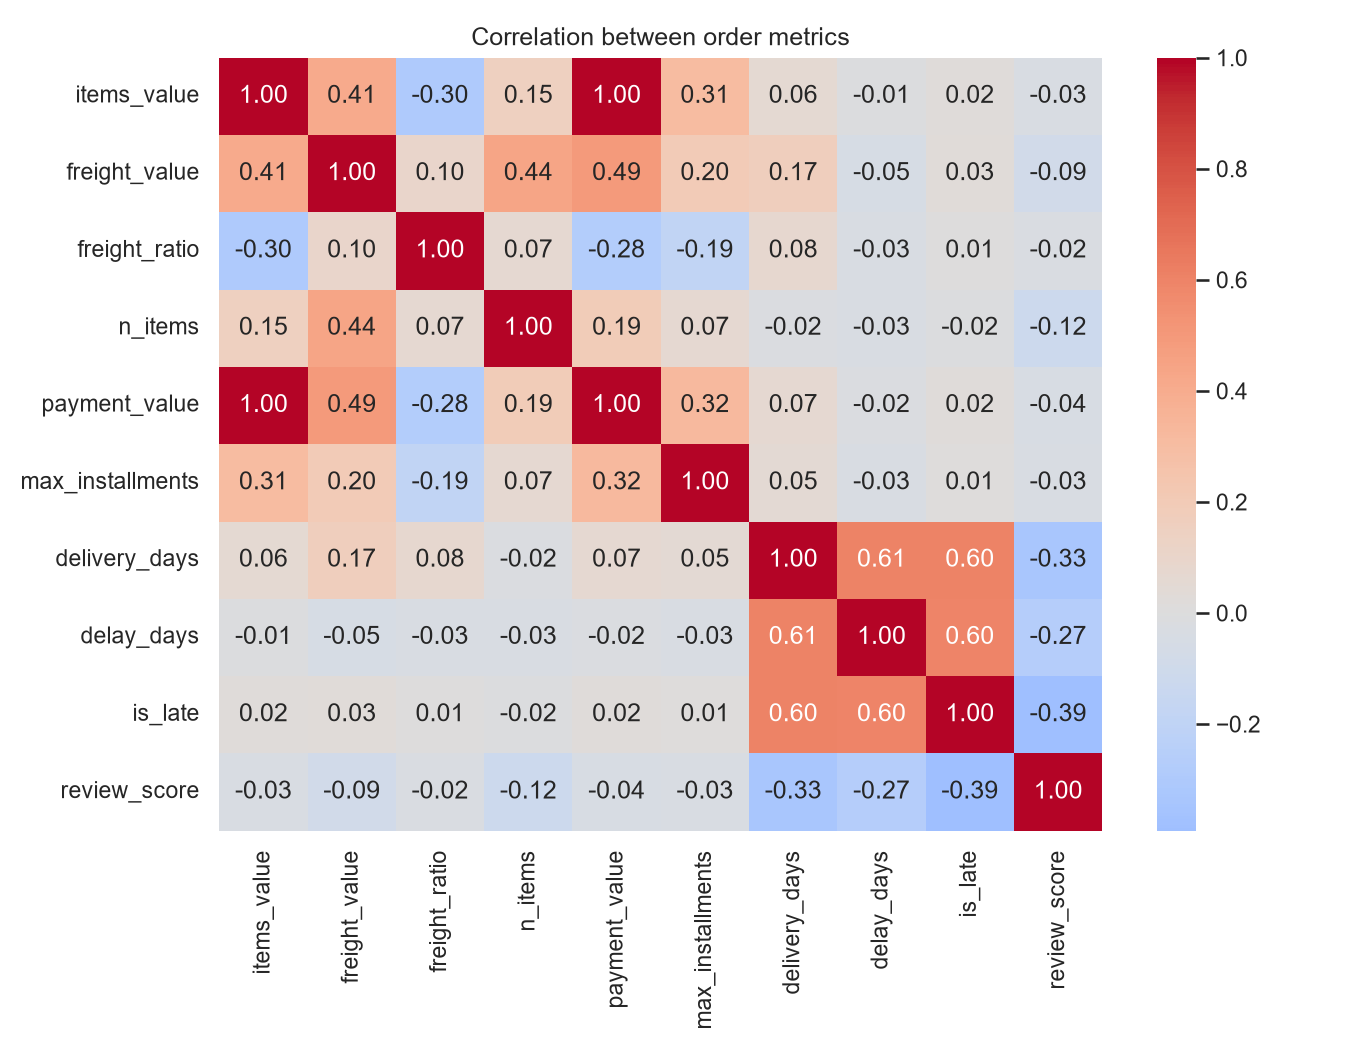 Correlation between order metrics
items_value 1.00 0.41 -0.30 0.15 1.00 0.31 0.06 -0.01 0.02 -0.03
freight_value 0.41 1.00 0.10 0.44 0.49 0.20 0.17 -0.05 0.03 -0.09
freight_ratio -0.30 0.10 1.00 0.07 -0.28 -0.19 0.08 -0.03 0.01 -0.02
n_items 0.15 0.44 0.07 1.00 0.19 0.07 -0.02 -0.03 -0.02 -0.12
payment_value 1.00 0.49 -0.28 0.19 1.00 0.32 0.07 -0.02 0.02 -0.04
max_installments 0.31 0.20 -0.19 0.07 0.32 1.00 0.05 -0.03 0.01 -0.03
delivery_days 0.06 0.17 0.08 -0.02 0.07 0.05 1.00 0.61 0.60 -0.33
delay_days -0.01 -0.05 -0.03 -0.03 -0.02 -0.03 0.61 1.00 0.60 -0.27
is_late 0.02 0.03 0.01 -0.02 0.02 0.01 0.60 0.60 1.00 -0.39
review_score -0.03 -0.09 -0.02 -0.12 -0.04 -0.03 -0.33 -0.27 -0.39 1.00
items_value
freight_value
freight_ratio
n_items
payment_value
max_installments
delivery_days
delay_days
is_late
review_score
1.0
0.8
0.6
0.4
0.2
0.0
−0.2